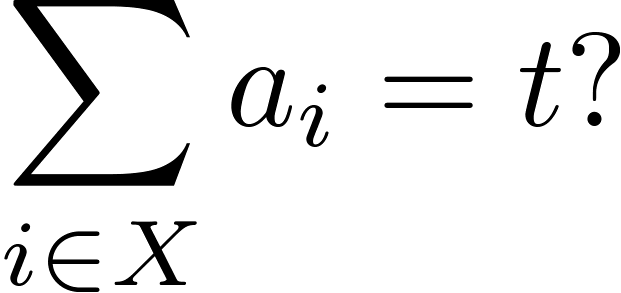 ∑ aᵢ = t?
i∈X